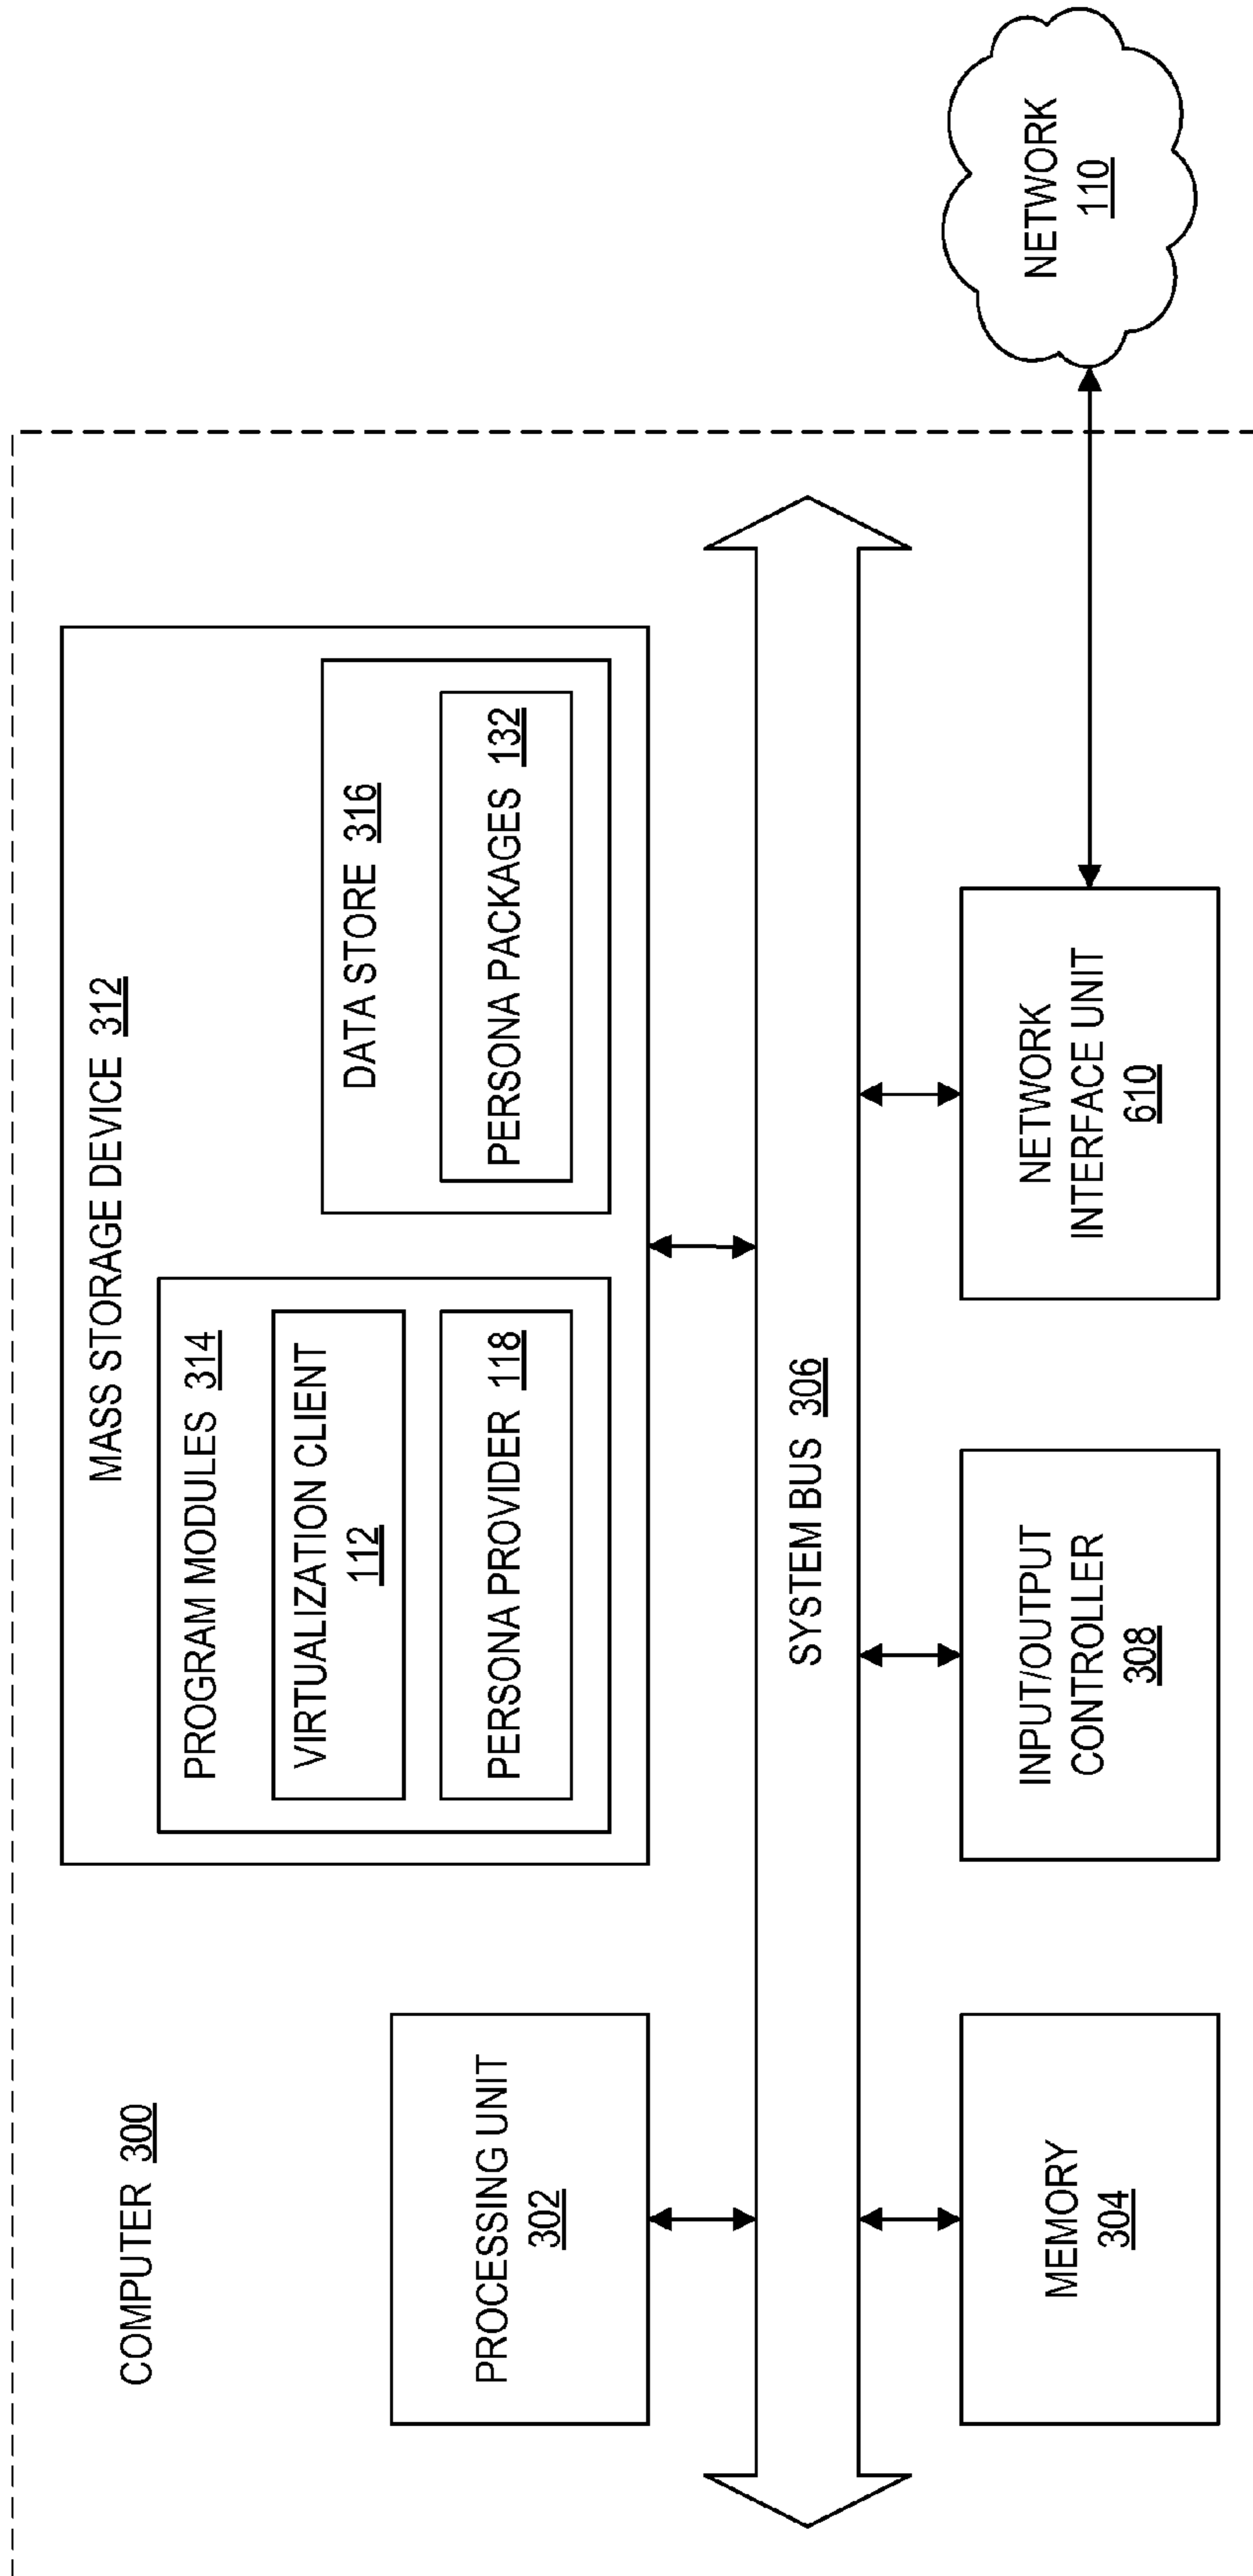 COMPUTER 300
PROCESSING UNIT
302
MASS STORAGE DEVICE 312
PROGRAM MODULES 314
VIRTUALIZATION CLIENT
112
PERSONA PROVIDER 118
DATA STORE 316
PERSONA PACKAGES 132
SYSTEM BUS 306
MEMORY
304
INPUT/OUTPUT
CONTROLLER
308
NETWORK
INTERFACE UNIT
610
NETWORK
110